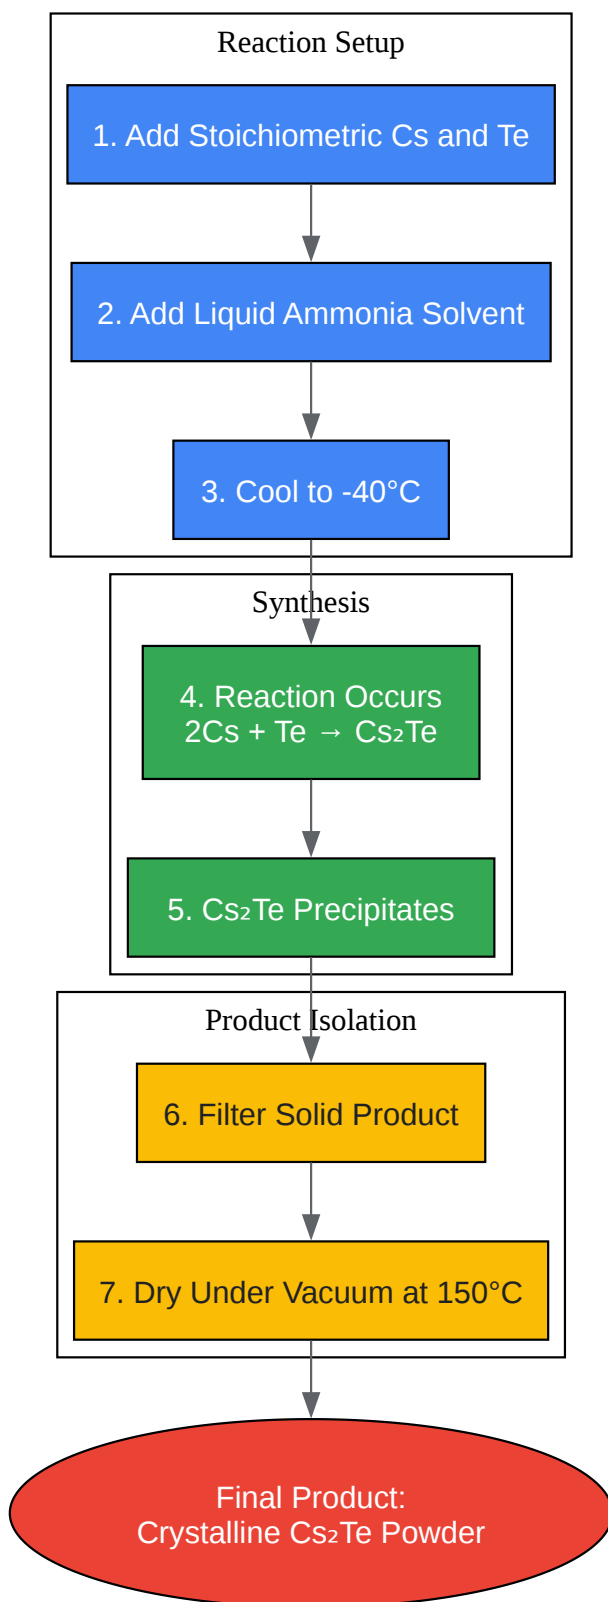 Reaction Setup
1. Add Stoichiometric Cs and Te
2. Add Liquid Ammonia Solvent
3. Cool to -40°C
Synthesis
4. Reaction Occurs
2Cs + Te → Cs₂Te
5. Cs₂Te Precipitates
Product Isolation
6. Filter Solid Product
7. Dry Under Vacuum at 150°C
Final Product:
Crystalline Cs₂Te Powder